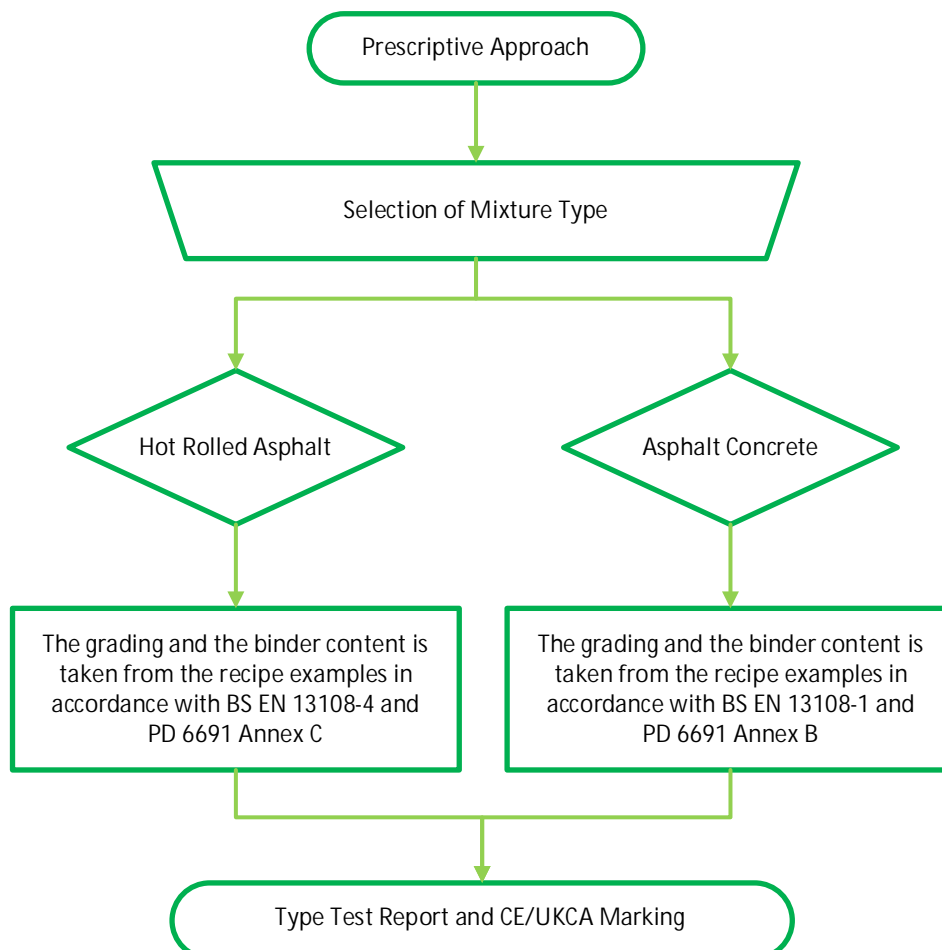 Prescriptive Approach
Selection of Mixture Type
Hot Rolled Asphalt
Asphalt Concrete
The grading and the binder content is
taken from the recipe examples in
accordance with BS EN 13108-4 and
PD 6691 Annex C
The grading and the binder content is
taken from the recipe examples in
accordance with BS EN 13108-1 and
PD 6691 Annex B
Type Test Report and CE/UKCA Marking